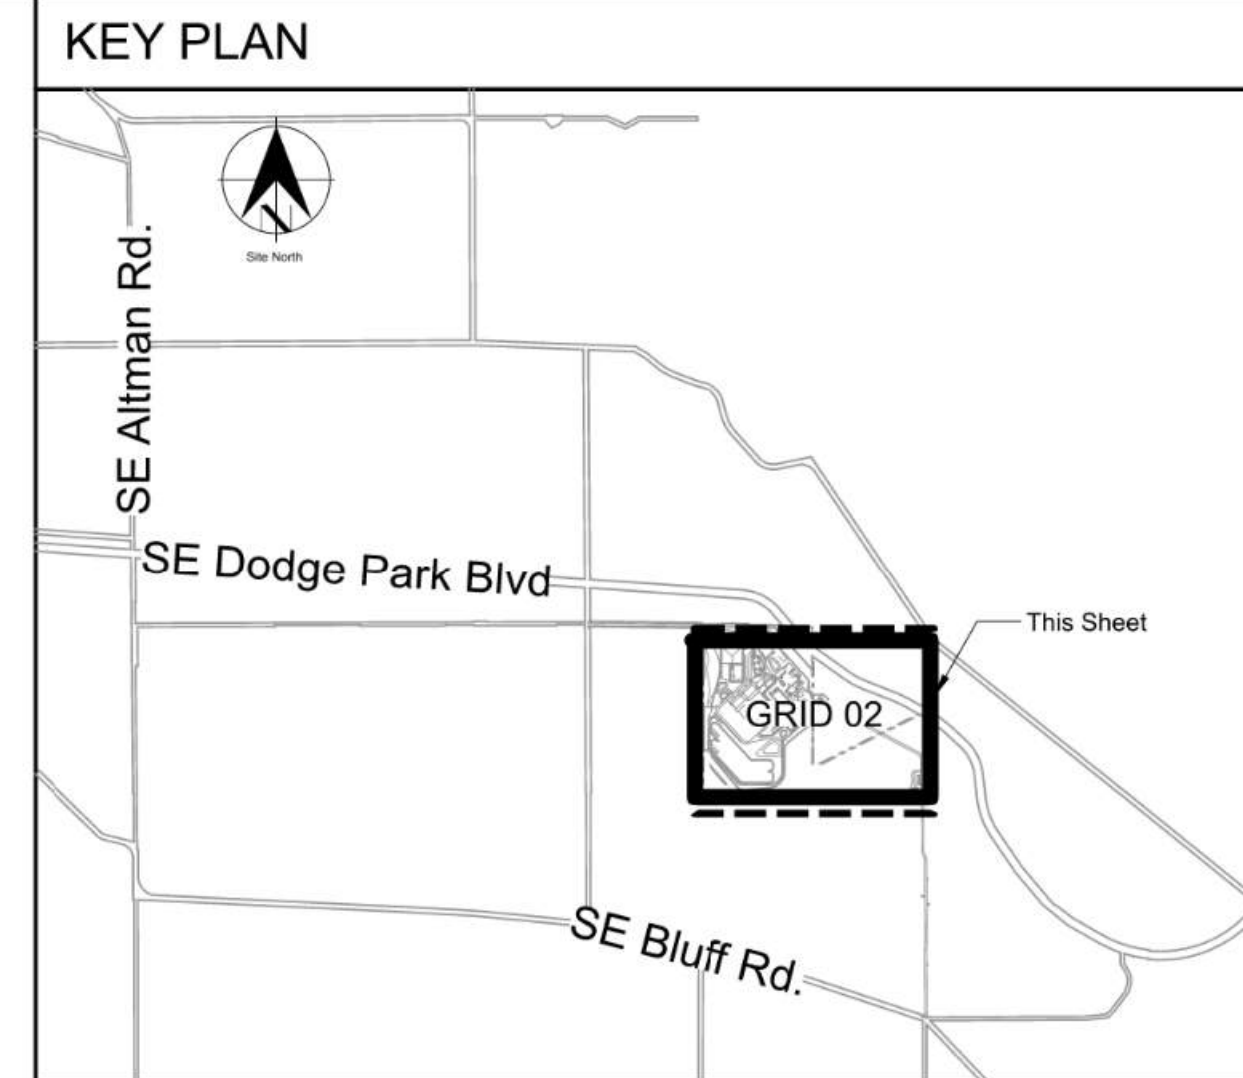 KEY PLAN
N
Site North
SE Altman Rd.
SE Dodge Park Blvd
This Sheet
GRID 02
SE Bluff Rd.